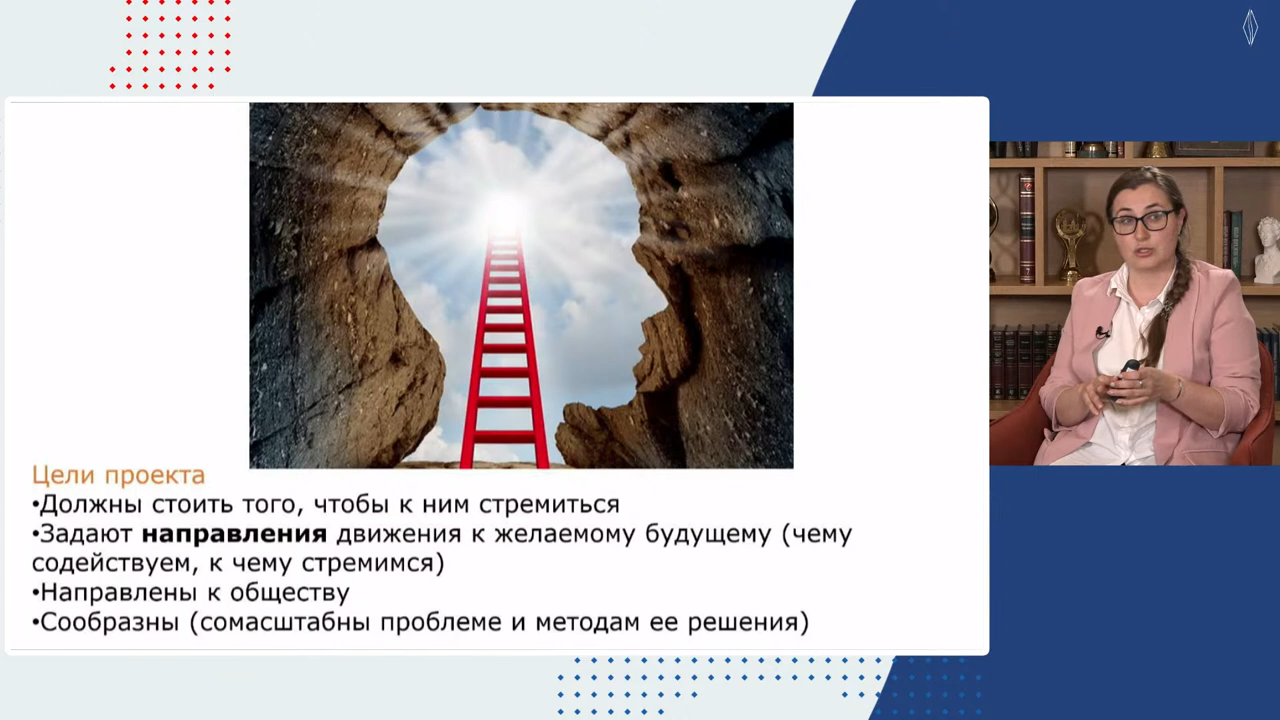 Цели проекта
•Должны стоить того, чтобы к ним стремиться
•Задают направления движения к желаемому будущему (чему
содействуем, к чему стремимся)
•Направлены к обществу
•Сообразны (сомасштабны проблеме и методам ее решения)